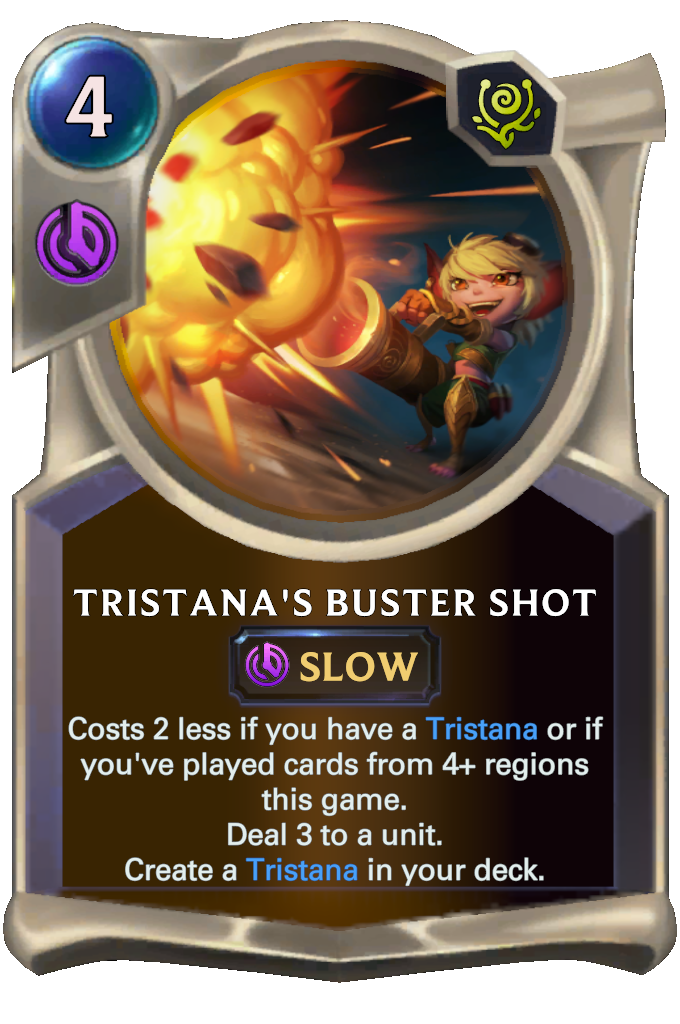 4
TRISTANA'S BUSTER SHOT
SLOW
Costs 2 less if you have a Tristana or if
you've played cards from 4+ regions
this game.
Deal 3 to a unit.
Create a Tristana in your deck.